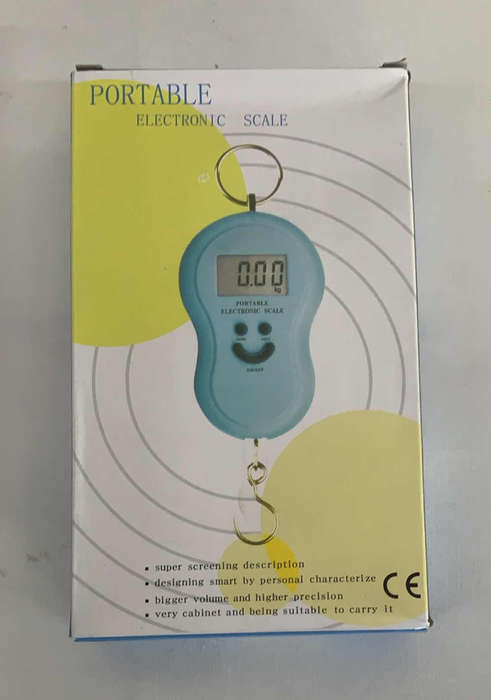 PORTABLE
ELECTRONIC SCALE
0.00
kg
PORTABLE
ELECTRONIC SCALE
▪ super screening description
▪ designing smart by personal characterize
▪ bigger volume and higher precision
▪ very cabinet and being suitable to carry it
CE